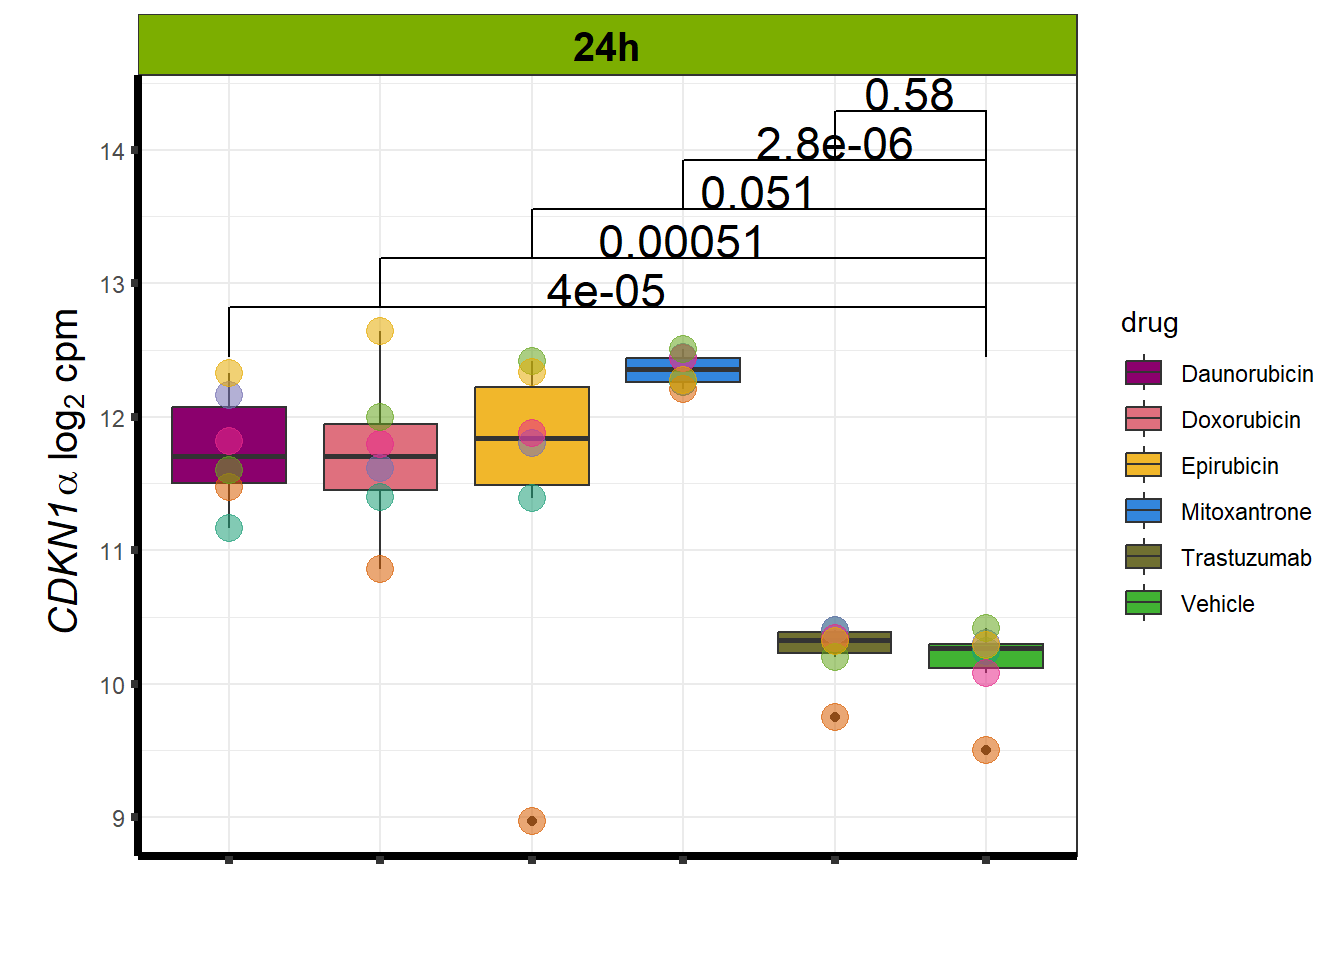 24h
0.58
2.8e-06
0.051
0.00051
4e-05
14
13
12
11
10
9
CDKN1α log₂ cpm
drug
Daunorubicin
Doxorubicin
Epirubicin
Mitoxantrone
Trastuzumab
Vehicle